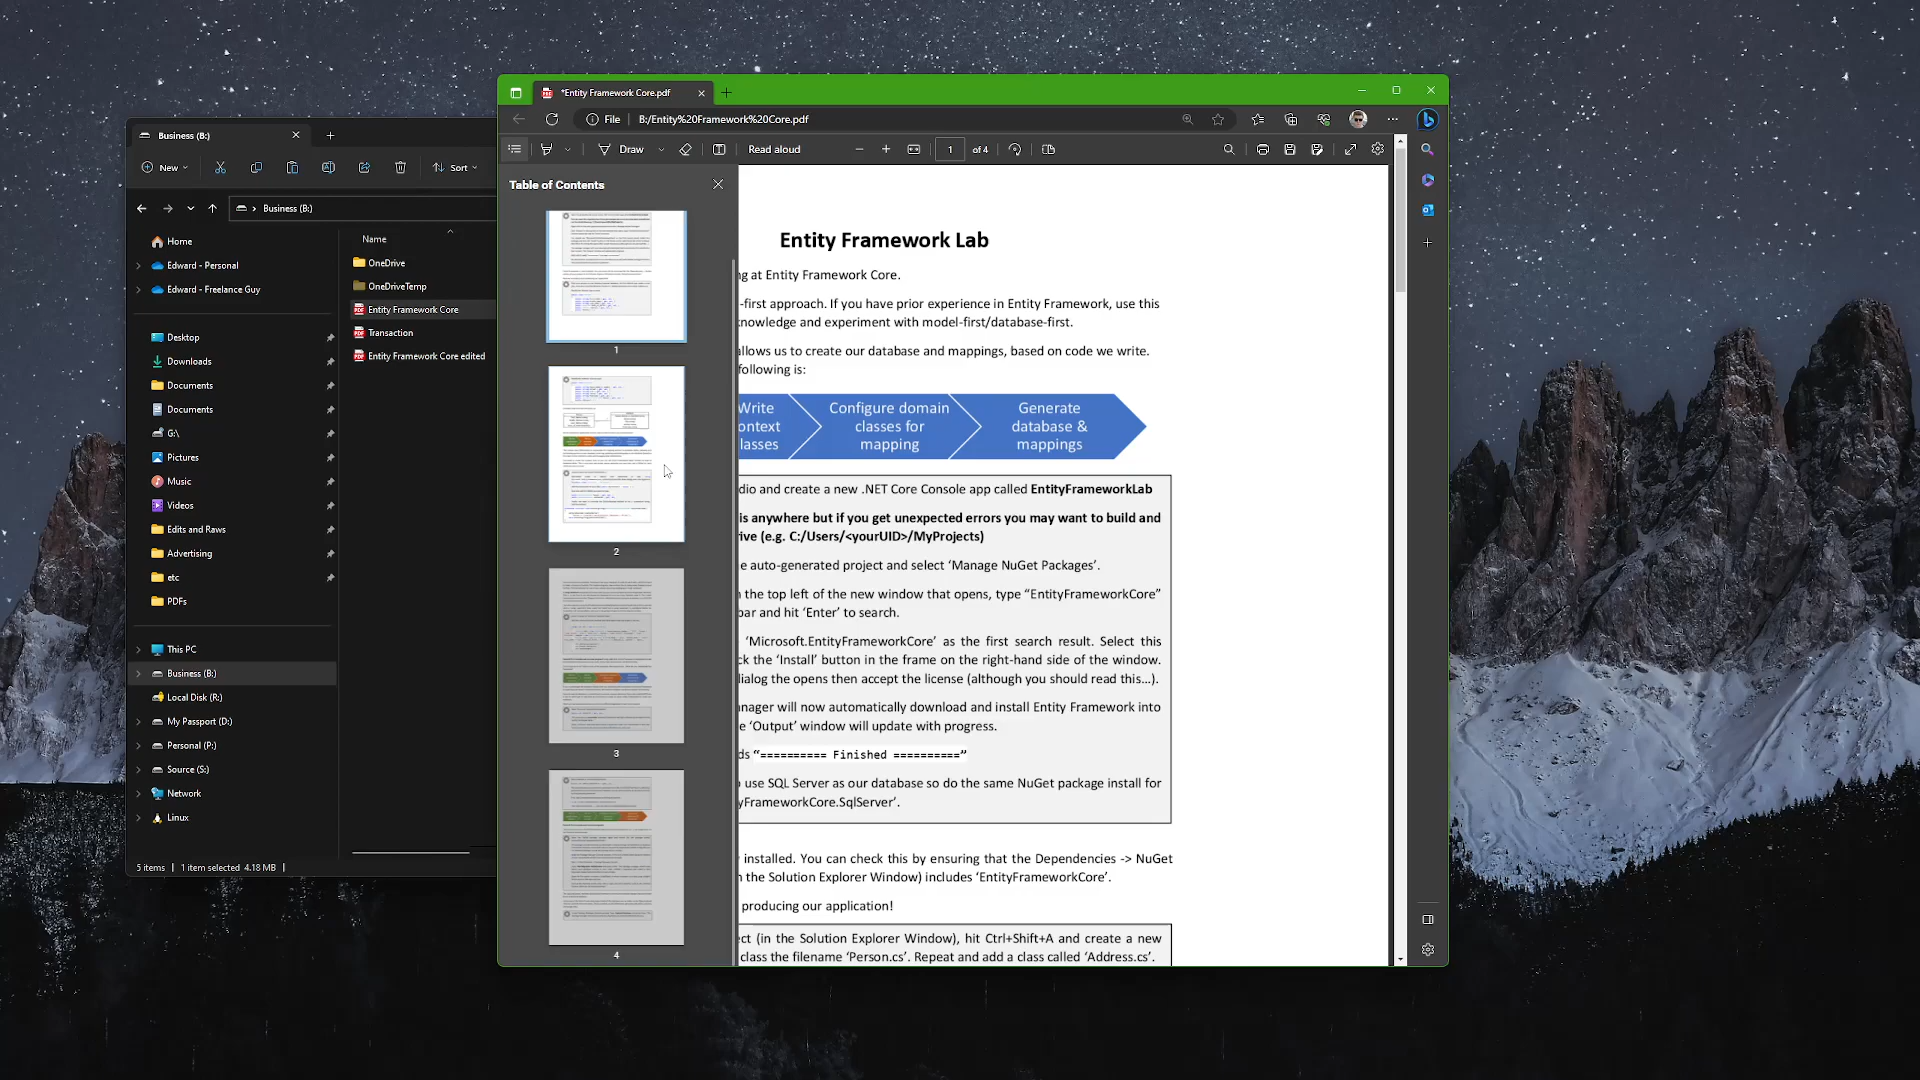 Business (B:)
New
Sort
Business (B:)
Home
Edward - Personal
Edward - Freelance Guy
Desktop
Downloads
Documents
Documents
G:\
Pictures
Music
Videos
Edits and Raws
Advertising
etc
PDFs
This PC
Business (B:)
Local Disk (R:)
My Passport (D:)
Personal (P:)
Source (S:)
Network
Linux
Name
OneDrive
OneDriveTemp
Entity Framework Core
Transaction
Entity Framework Core edited
5 items
1 item selected 4.18 MB
*Entity Framework Core.pdf
File
B:/Entity%20Framework%20Core.pdf
Draw
Read aloud
1
of 4
Table of Contents
1
2
3
4
Entity Framework Lab
ng at Entity Framework Core.
-first approach. If you have prior experience in Entity Framework, use this
knowledge and experiment with model-first/database-first.
allows us to create our database and mappings, based on code we write.
following is:
Write
ontext
lasses
Configure domain
classes for
mapping
Generate
database &
mappings
dio and create a new .NET Core Console app called EntityFrameworkLab
is anywhere but if you get unexpected errors you may want to build and
rive (e.g. C:/Users/<yourUID>/MyProjects)
e auto-generated project and select ‘Manage NuGet Packages’.
n the top left of the new window that opens, type “EntityFrameworkCore”
bar and hit ‘Enter’ to search.
‘Microsoft.EntityFrameworkCore’ as the first search result. Select this
ck the ‘Install’ button in the frame on the right-hand side of the window.
ialog the opens then accept the license (although you should read this…).
anager will now automatically download and install Entity Framework into
e ‘Output’ window will update with progress.
ds “========== Finished ==========”
o use SQL Server as our database so do the same NuGet package install for
yFrameworkCore.SqlServer’.
installed. You can check this by ensuring that the Dependencies -> NuGet
n the Solution Explorer Window) includes ‘EntityFrameworkCore’.
producing our application!
ect (in the Solution Explorer Window), hit Ctrl+Shift+A and create a new
class the filename ‘Person.cs’. Repeat and add a class called ‘Address.cs’.